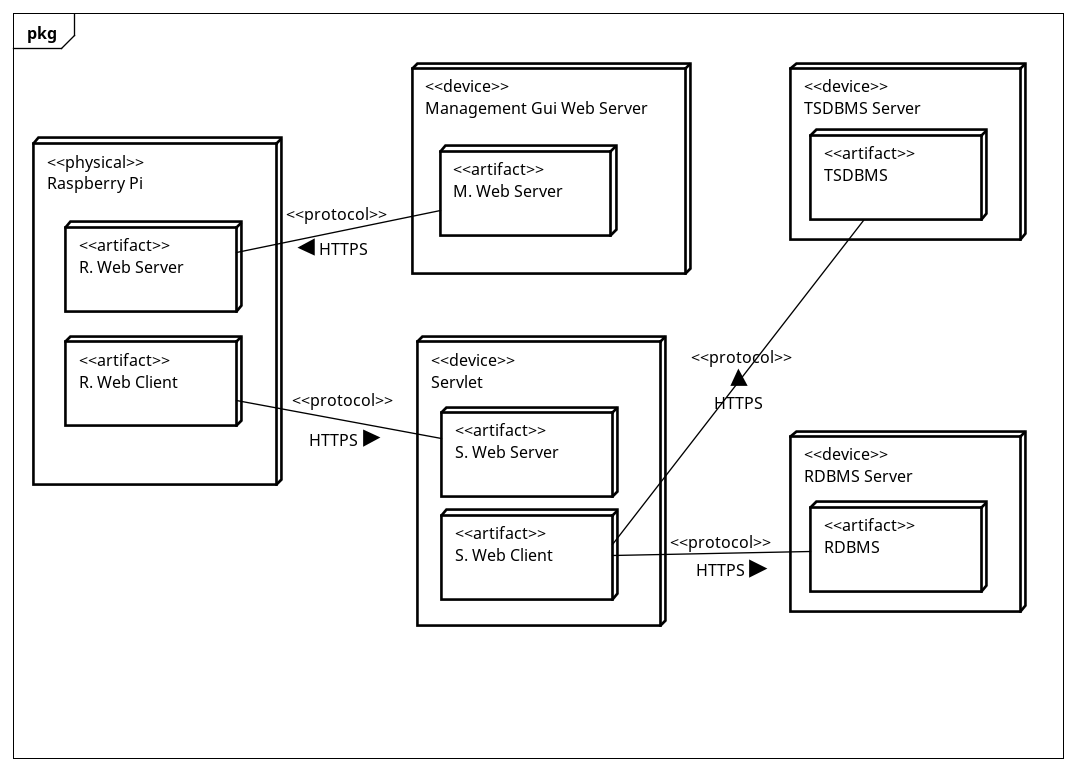 pkg
<<device>>
Management Gui Web Server
<<artifact>>
M. Web Server
<<device>>
TSDBMS Server
<<artifact>>
TSDBMS
<<physical>>
Raspberry Pi
<<artifact>>
R. Web Server
<<artifact>>
R. Web Client
<<protocol>>
HTTPS
<<protocol>>
HTTPS
<<device>>
Servlet
<<artifact>>
S. Web Server
<<artifact>>
S. Web Client
<<protocol>>
HTTPS
<<protocol>>
HTTPS
<<device>>
RDBMS Server
<<artifact>>
RDBMS